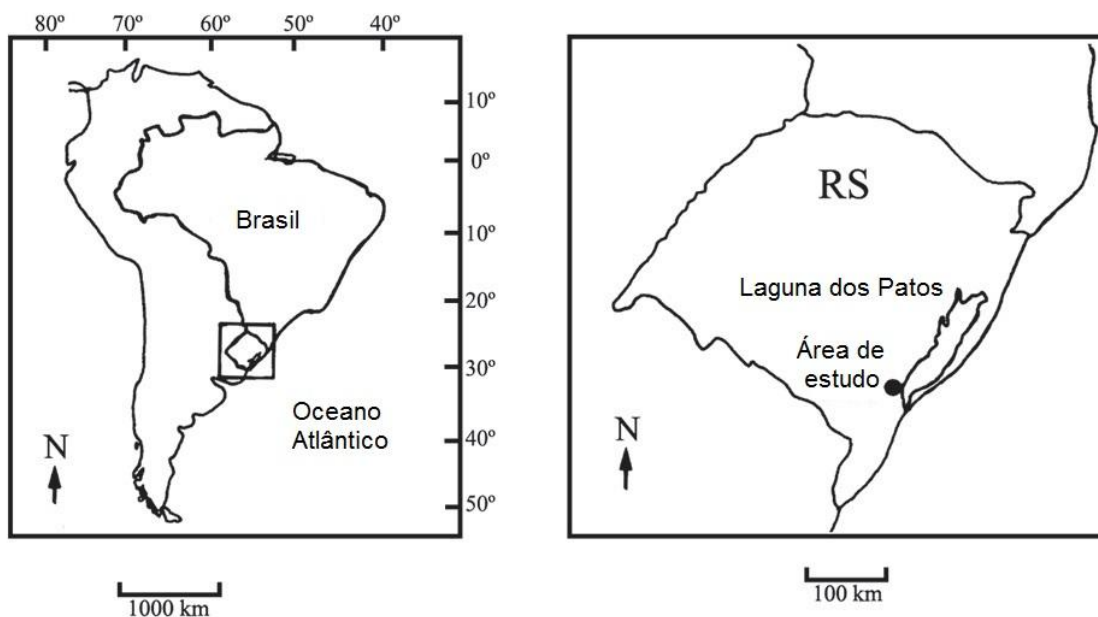 80º 70º 60º 50º 40º
10º
0º
10º
20º
30º
40º
50º
Brasil
Oceano
Atlântico
N
1000 km
RS
Laguna dos Patos
Área de
estudo
N
100 km